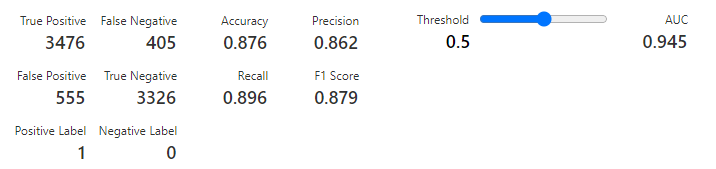 True Positive False Negative Accuracy Precision Threshold AUC
3476 405 0.876 0.862 0.5 0.945
False Positive True Negative Recall F1 Score
555 3326 0.896 0.879
Positive Label Negative Label
1 0